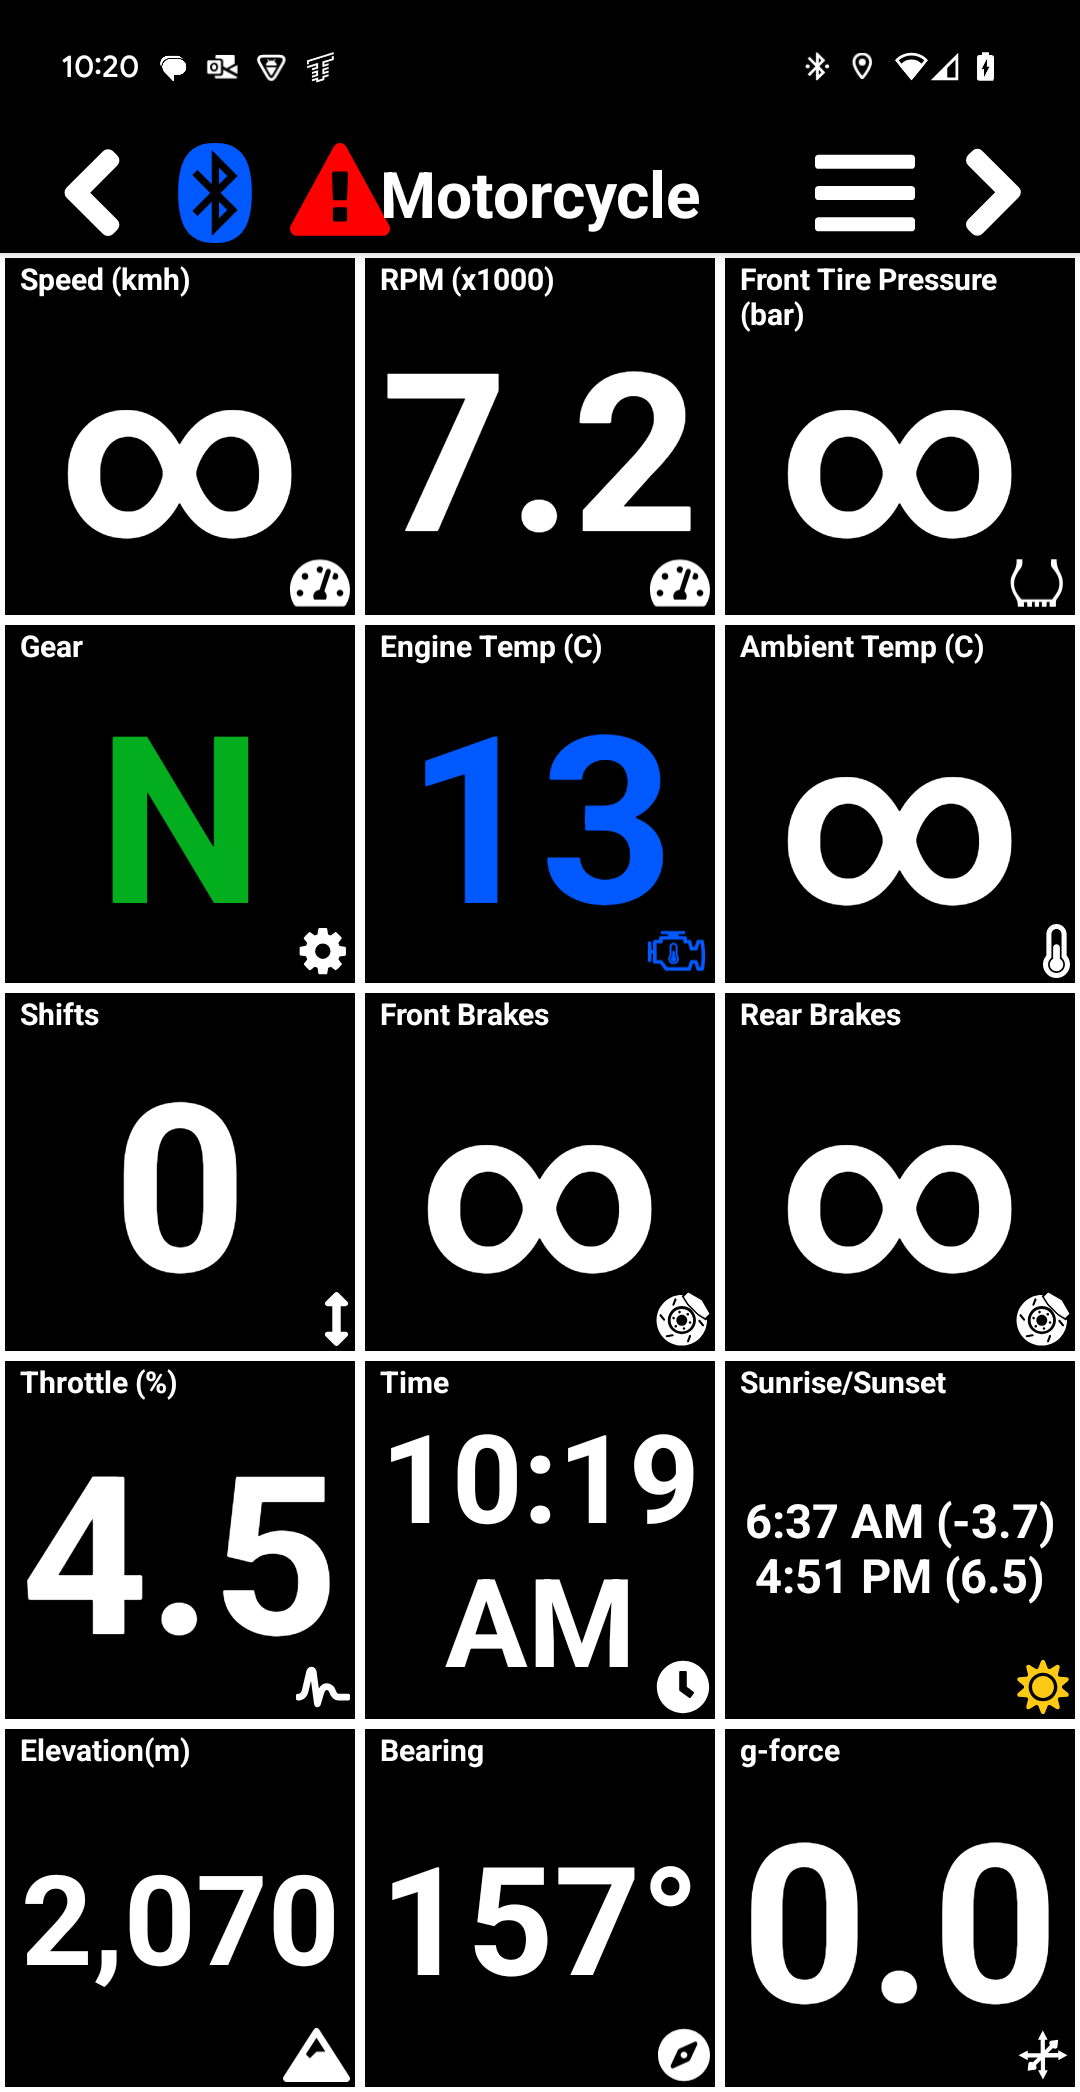 10:20
Motorcycle
Speed (kmh)
∞
RPM (x1000)
7.2
Front Tire Pressure
(bar)
∞
Gear
N
Engine Temp (C)
13
Ambient Temp (C)
∞
Shifts
0
Front Brakes
∞
Rear Brakes
∞
Throttle (%)
4.5
Time
10:19
AM
Sunrise/Sunset
6:37 AM (-3.7)
4:51 PM (6.5)
Elevation(m)
2,070
Bearing
157°
g-force
0.0